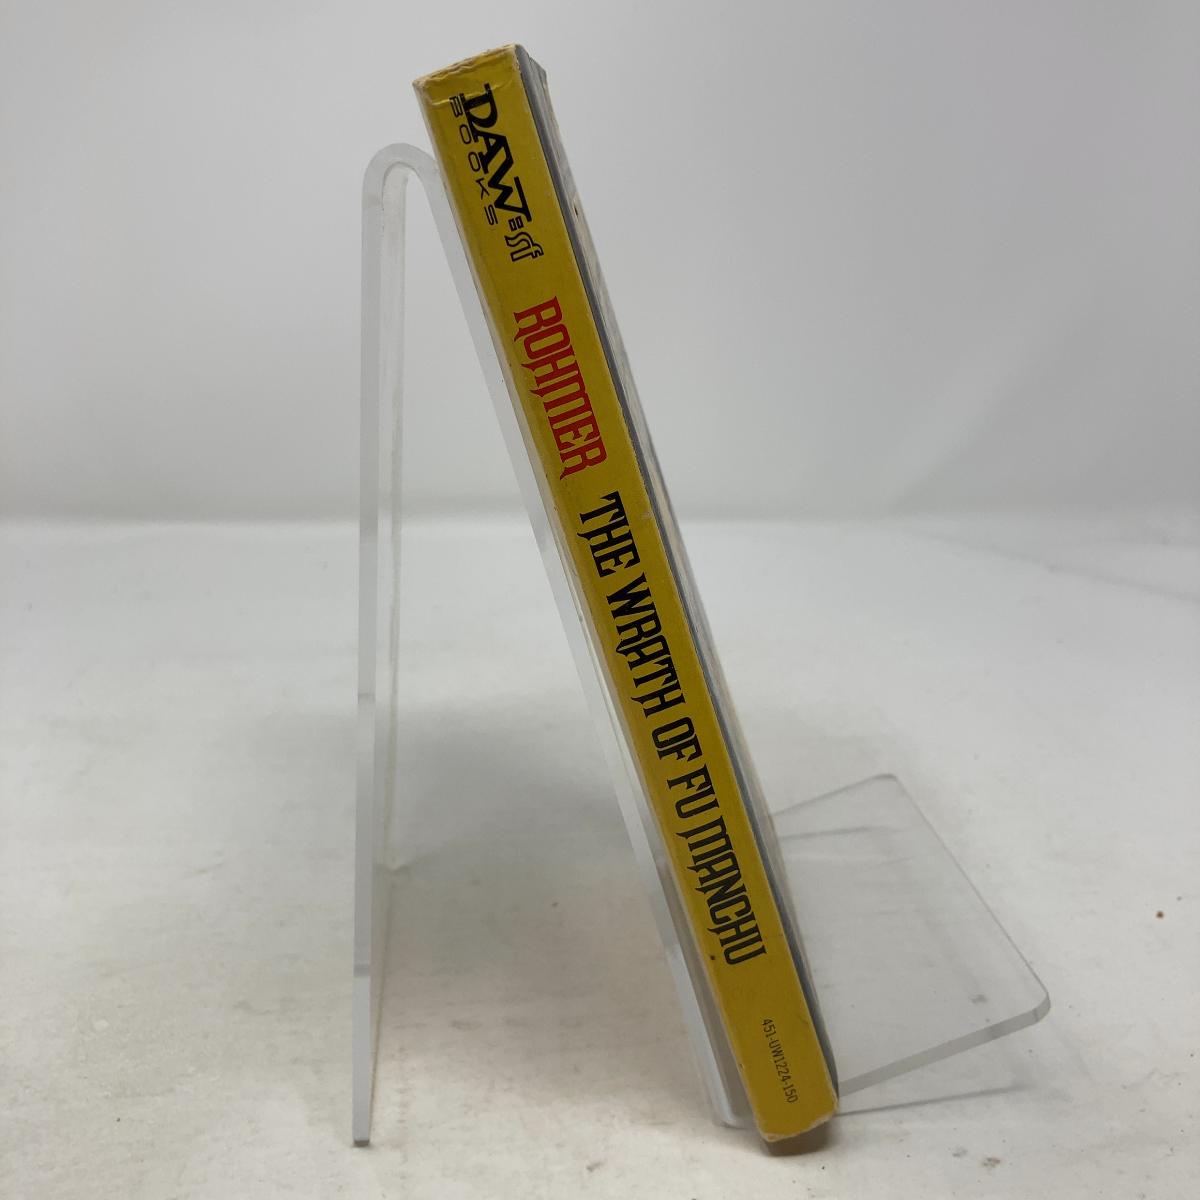 DAW
BOOKS
=sf
ROHMER
THE WRATH OF FU MANCHU
451-UW1224-150